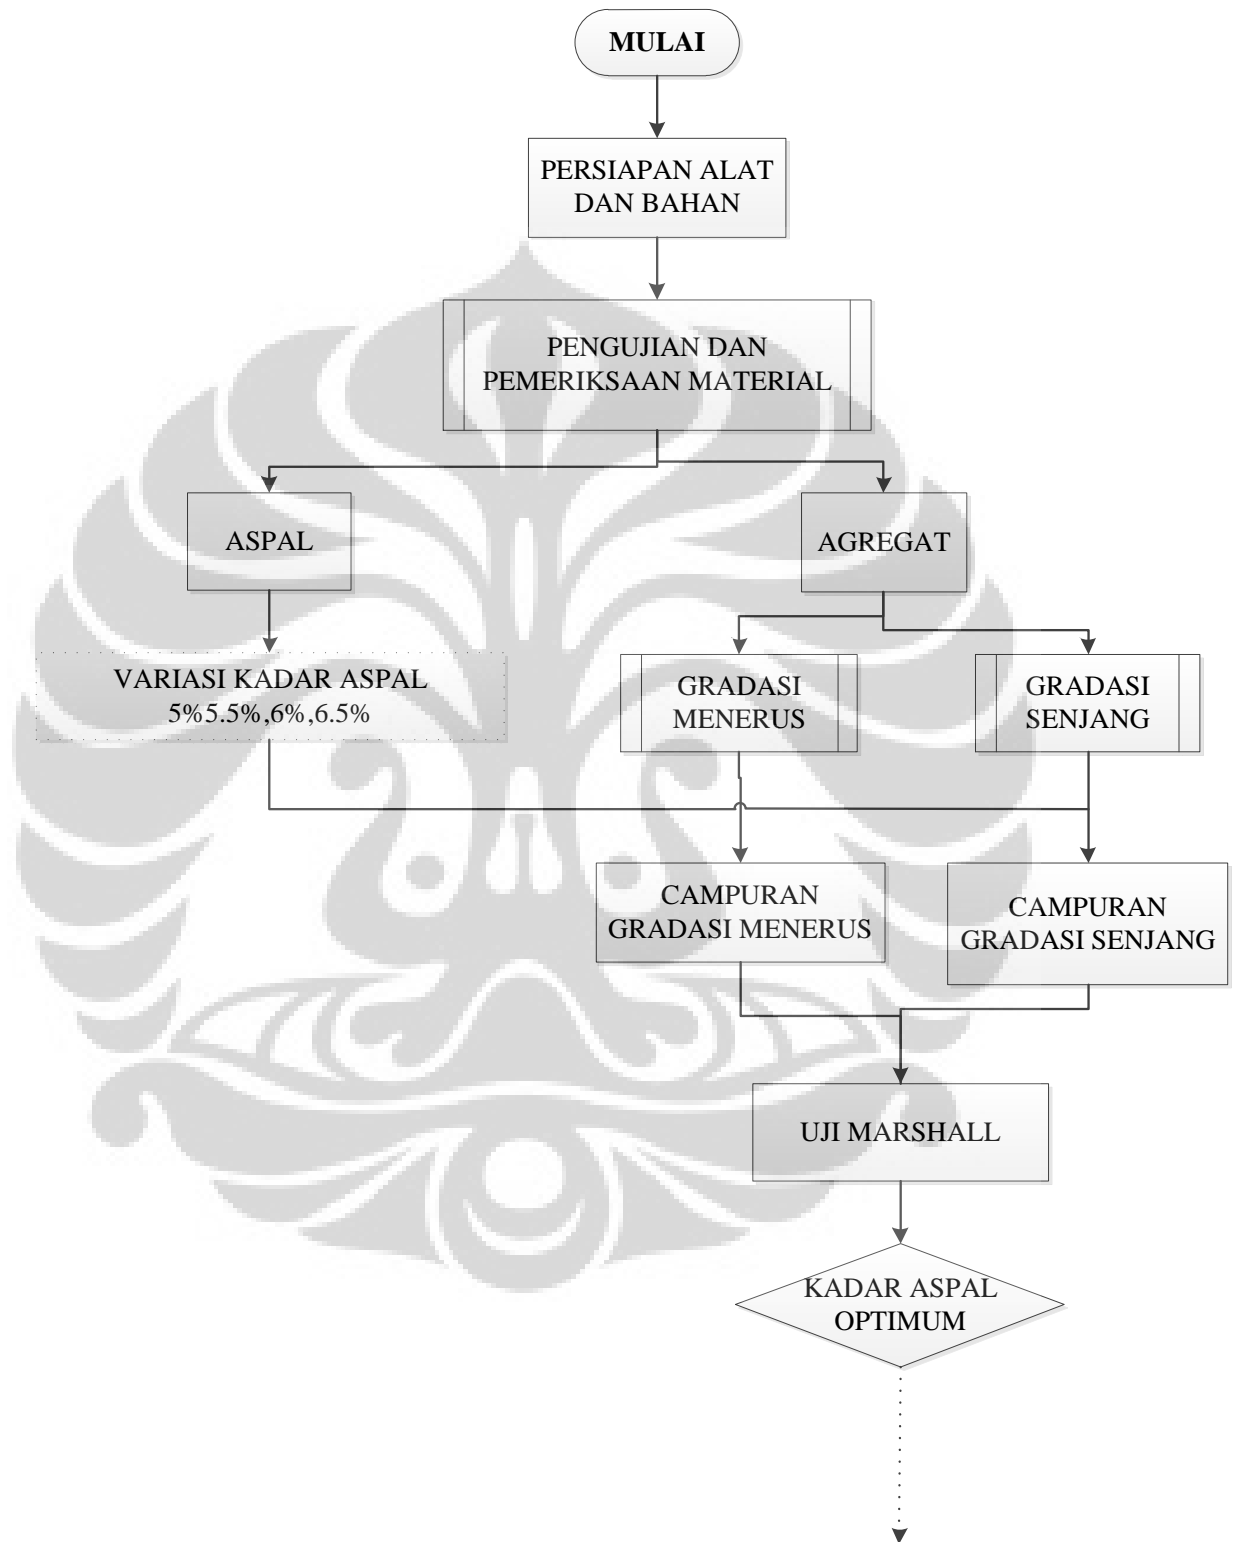 MULAI
PERSIAPAN ALAT
DAN BAHAN
PENGUJIAN DAN
PEMERIKSAAN MATERIAL
ASPAL
AGREGAT
VARIASI KADAR ASPAL
5%5.5%,6%,6.5%
GRADASI
MENERUS
GRADASI
SENJANG
CAMPURAN
GRADASI MENERUS
CAMPURAN
GRADASI SENJANG
UJI MARSHALL
KADAR ASPAL
OPTIMUM